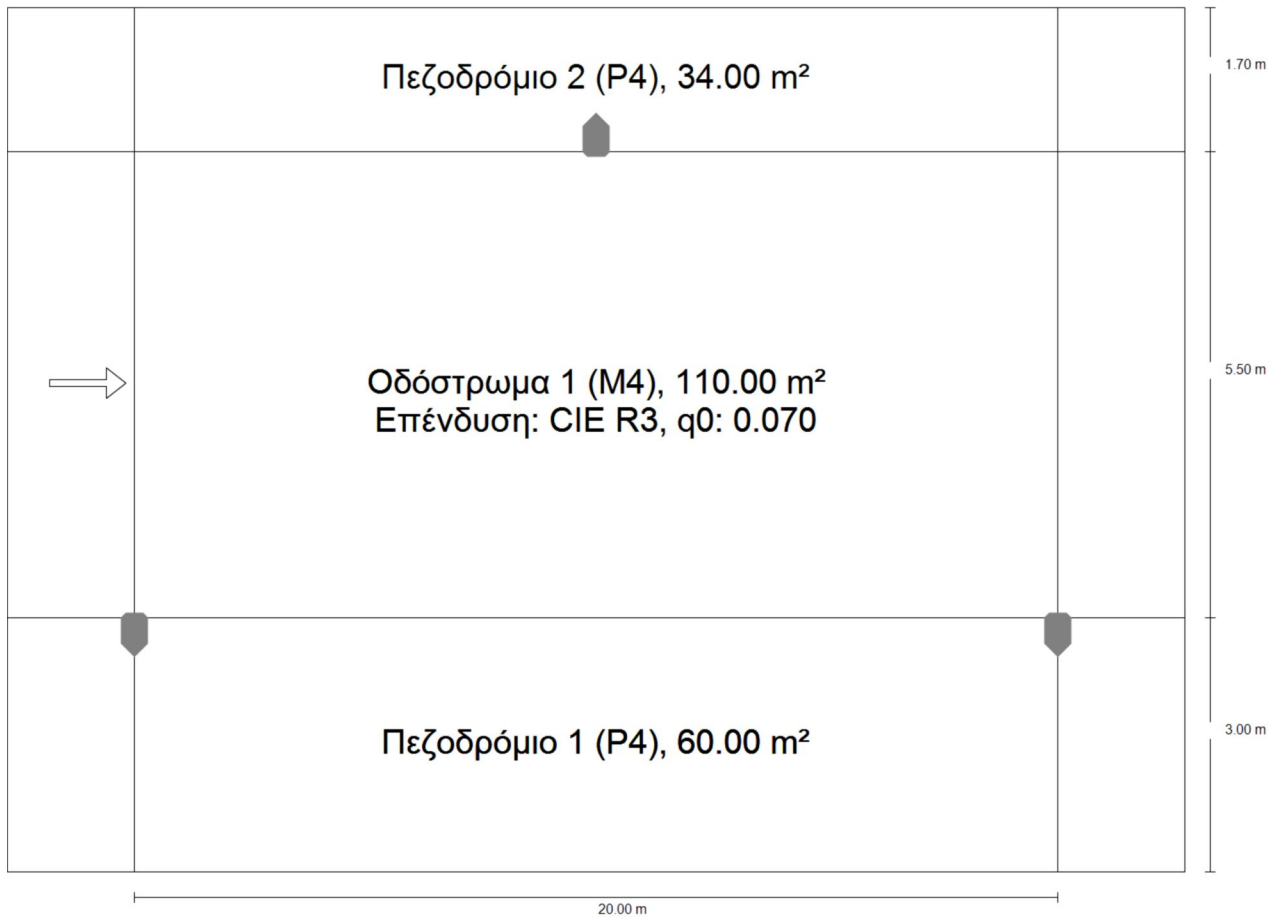 Πεζοδρόμιο 2 (P4), 34.00 m²
1.70 m
Οδόστρωμα 1 (M4), 110.00 m²
Επένδυση: CIE R3, q0: 0.070
5.50 m
Πεζοδρόμιο 1 (P4), 60.00 m²
3.00 m
20.00 m